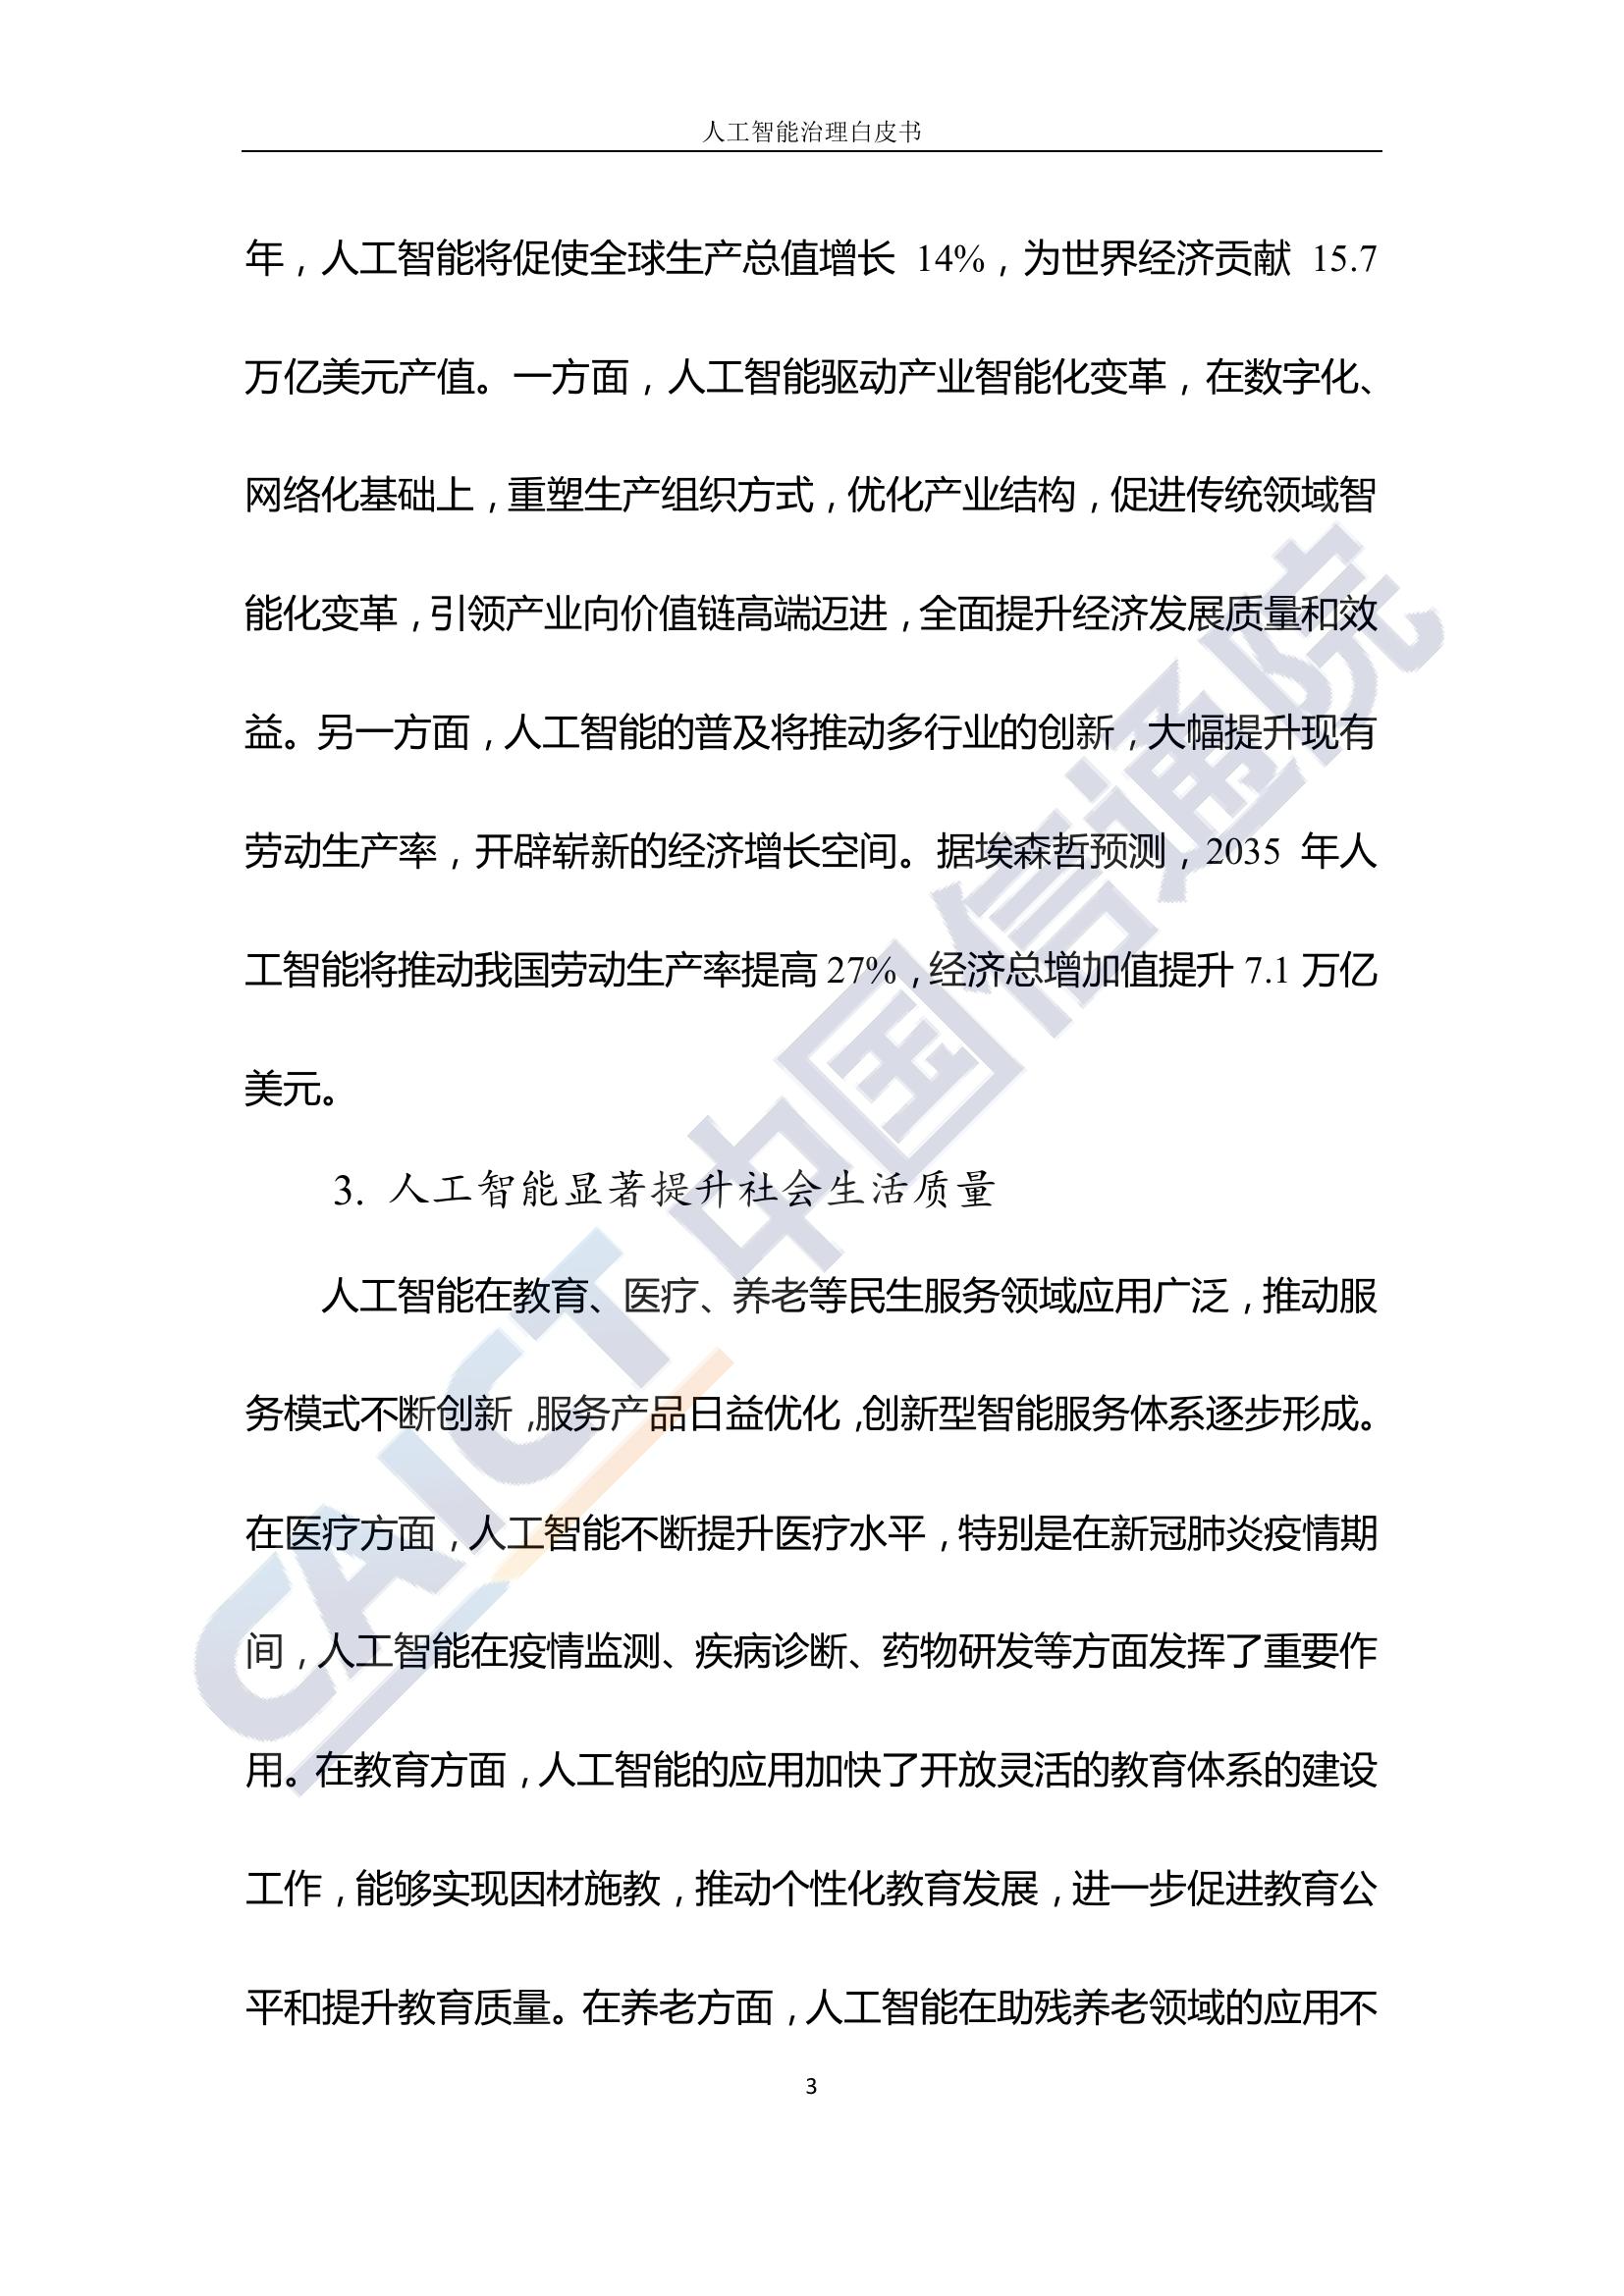 人工智能治理白皮书
年，人工智能将促使全球生产总值增长 14%，为世界经济贡献 15.7
万亿美元产值。一方面，人工智能驱动产业智能化变革，在数字化、
网络化基础上，重塑生产组织方式，优化产业结构，促进传统领域智
能化变革，引领产业向价值链高端迈进，全面提升经济发展质量和效
益。另一方面，人工智能的普及将推动多行业的创新，大幅提升现有
劳动生产率，开辟崭新的经济增长空间。据埃森哲预测，2035 年人
工智能将推动我国劳动生产率提高 27%，经济总增加值提升 7.1 万亿
美元。
3. 人工智能显著提升社会生活质量
人工智能在教育、医疗、养老等民生服务领域应用广泛，推动服
务模式不断创新，服务产品日益优化，创新型智能服务体系逐步形成。
在医疗方面，人工智能不断提升医疗水平，特别是在新冠肺炎疫情期
间，人工智能在疫情监测、疾病诊断、药物研发等方面发挥了重要作
用。在教育方面，人工智能的应用加快了开放灵活的教育体系的建设
工作，能够实现因材施教，推动个性化教育发展，进一步促进教育公
平和提升教育质量。在养老方面，人工智能在助残养老领域的应用不
3
CAICT 中国信通院